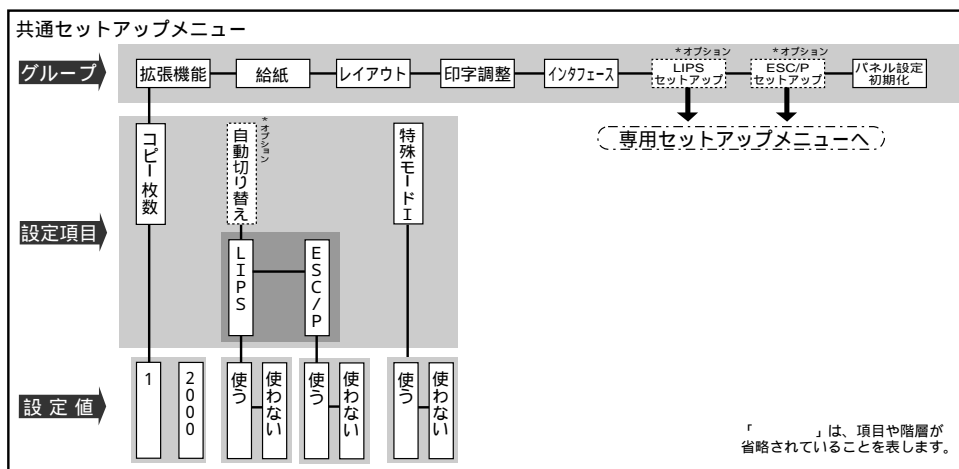 共通セットアップメニュー
グループ
拡張機能
給紙
レイアウト
印字調整
インタフェース
*オプション
LIPS
セットアップ
*オプション
ESC/P
セットアップ
パネル設定
初期化
専用セットアップメニューへ
設定項目
コピー枚数
自動切り替え
*オプション
特殊モードI
LIPS
ESC/P
設定値
1
2000
使う
使わない
使う
使わない
使う
使わない
「　　　」は、項目や階層が
省略されていることを表します。